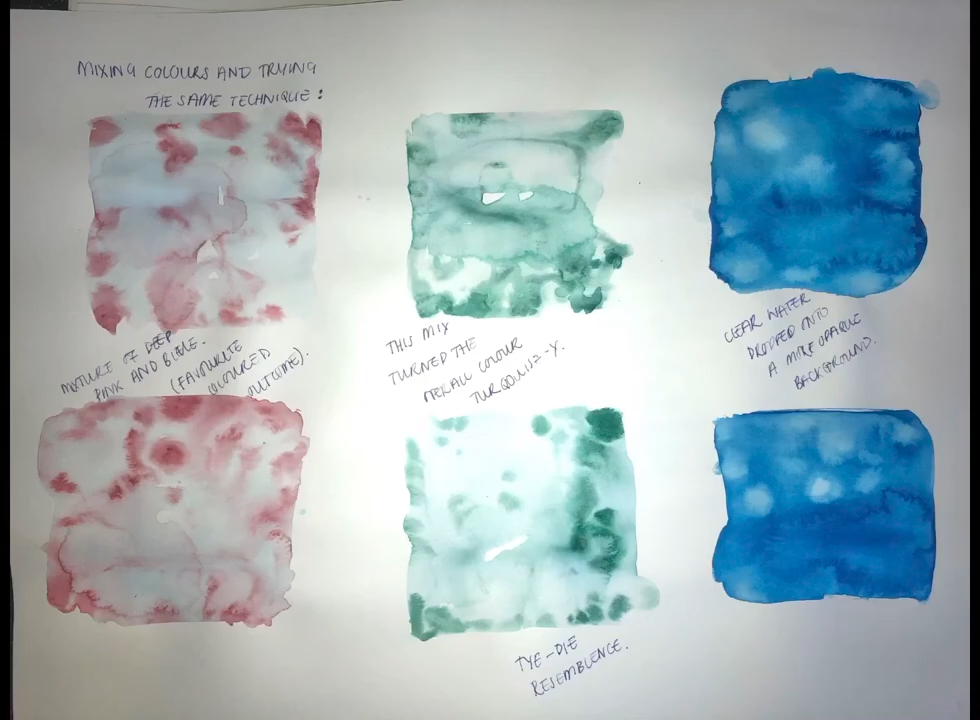 MIXING COLOURS AND TRYING
THE SAME TECHNIQUE:
MIXTURE OF DEEP
PINK AND BLUE.
(FAVOURITE
COLOURED
OUTCOME).
THIS MIX
TURNED THE
OVERALL COLOUR
TURQOUISE-Y.
CLEAR WATER
DROPPED ONTO
A MORE OPAQUE
BACKGROUND.
TYE-DIE
RESEMBLENCE.